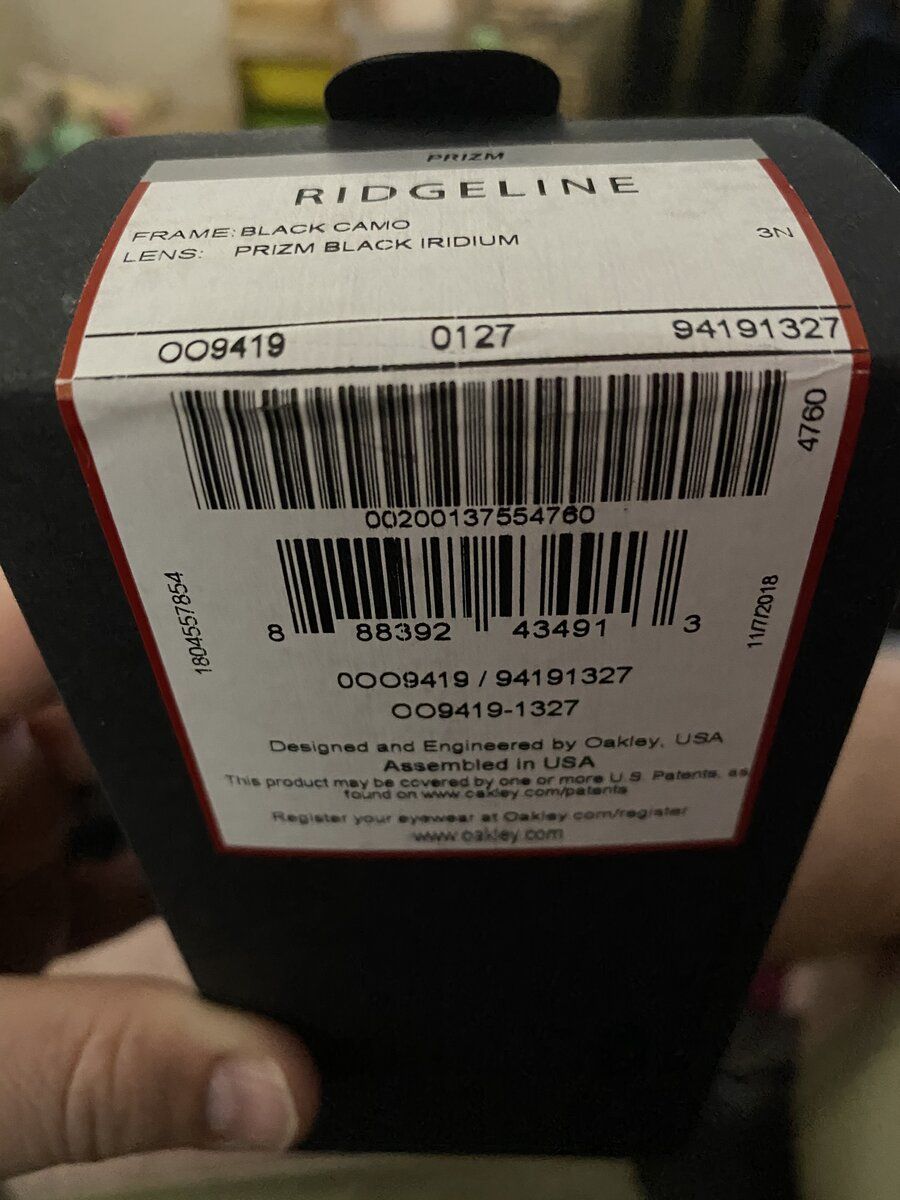 PRIZM
RIDGELINE
FRAME: BLACK CAMO
LENS: PRIZM BLACK IRIDIUM
3N
OO9419 0127 94191327
4760
00200137554760
1804557854
8 88392 43491 3
11/7/2018
0OO9419 / 94191327
OO9419-1327
Designed and Engineered by Oakley, USA
Assembled in USA
This product may be covered by one or more U.S. Patents, as
found on www.oakley.com/patents
Register your eyewear at Oakley.com/register
www.oakley.com